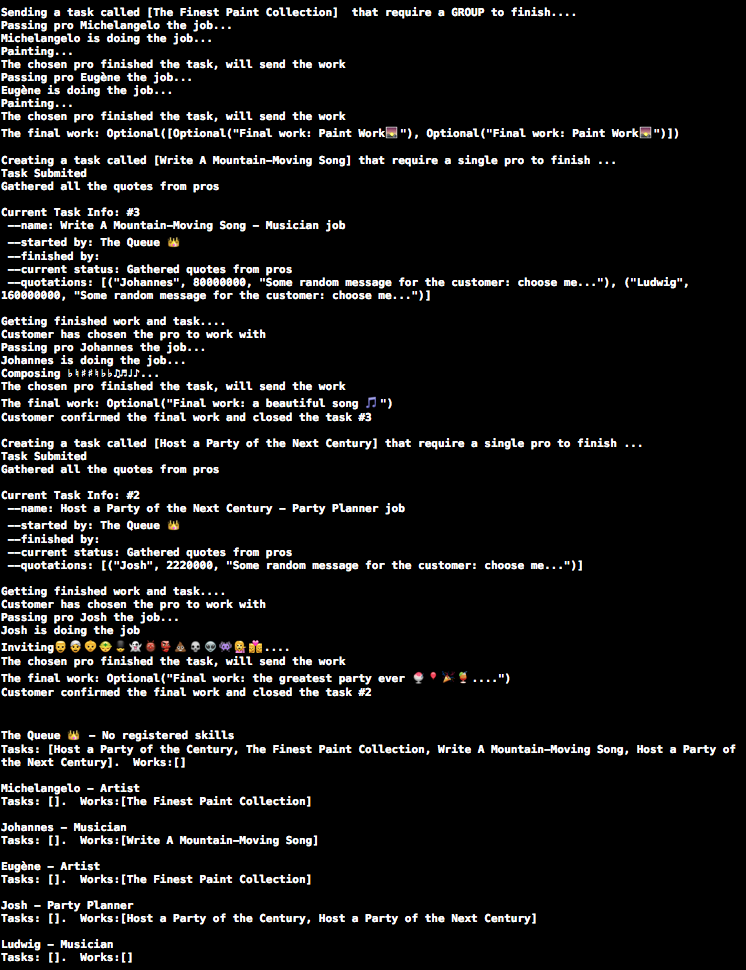 Sending a task called [The Finest Paint Collection]  that require a GROUP to finish....
Passing pro Michelangelo the job...
Michelangelo is doing the job...
Painting...
The chosen pro finished the task, will send the work
Passing pro Eugène the job...
Eugène is doing the job...
Painting...
The chosen pro finished the task, will send the work
The final work: Optional([Optional("Final work: Paint Work🌄"), Optional("Final work: Paint Work🌄")])
Creating a task called [Write A Mountain-Moving Song] that require a single pro to finish ...
Task Submited
Gathered all the quotes from pros
Current Task Info: #3
--name: Write A Mountain-Moving Song - Musician job
--started by: The Queue 👑
--finished by:
--current status: Gathered quotes from pros
--quotations: [("Johannes", 80000000, "Some random message for the customer: choose me..."), ("Ludwig",
160000000, "Some random message for the customer: choose me...")]
Getting finished work and task....
Customer has chosen the pro to work with
Passing pro Johannes the job...
Johannes is doing the job...
Composing ♭♮♯♯♮♭♭♫♬♩♪...
The chosen pro finished the task, will send the work
The final work: Optional("Final work: a beautiful song 🎵")
Customer confirmed the final work and closed the task #3
Creating a task called [Host a Party of the Next Century] that require a single pro to finish ...
Task Submited
Gathered all the quotes from pros
Current Task Info: #2
--name: Host a Party of the Next Century - Party Planner job
--started by: The Queue 👑
--finished by:
--current status: Gathered quotes from pros
--quotations: [("Josh", 2220000, "Some random message for the customer: choose me...")]
Getting finished work and task....
Customer has chosen the pro to work with
Passing pro Josh the job...
Josh is doing the job
Inviting....
The chosen pro finished the task, will send the work
The final work: Optional("Final work: the greatest party ever 🍧🎈🎉🍹....")
Customer confirmed the final work and closed the task #2
The Queue 👑 - No registered skills
Tasks: [Host a Party of the Century, The Finest Paint Collection, Write A Mountain-Moving Song, Host a Party of
the Next Century].  Works:[]
Michelangelo - Artist
Tasks: [].  Works:[The Finest Paint Collection]
Johannes - Musician
Tasks: [].  Works:[Write A Mountain-Moving Song]
Eugène - Artist
Tasks: [].  Works:[The Finest Paint Collection]
Josh - Party Planner
Tasks: [].  Works:[Host a Party of the Century, Host a Party of the Next Century]
Ludwig - Musician
Tasks: [].  Works:[]